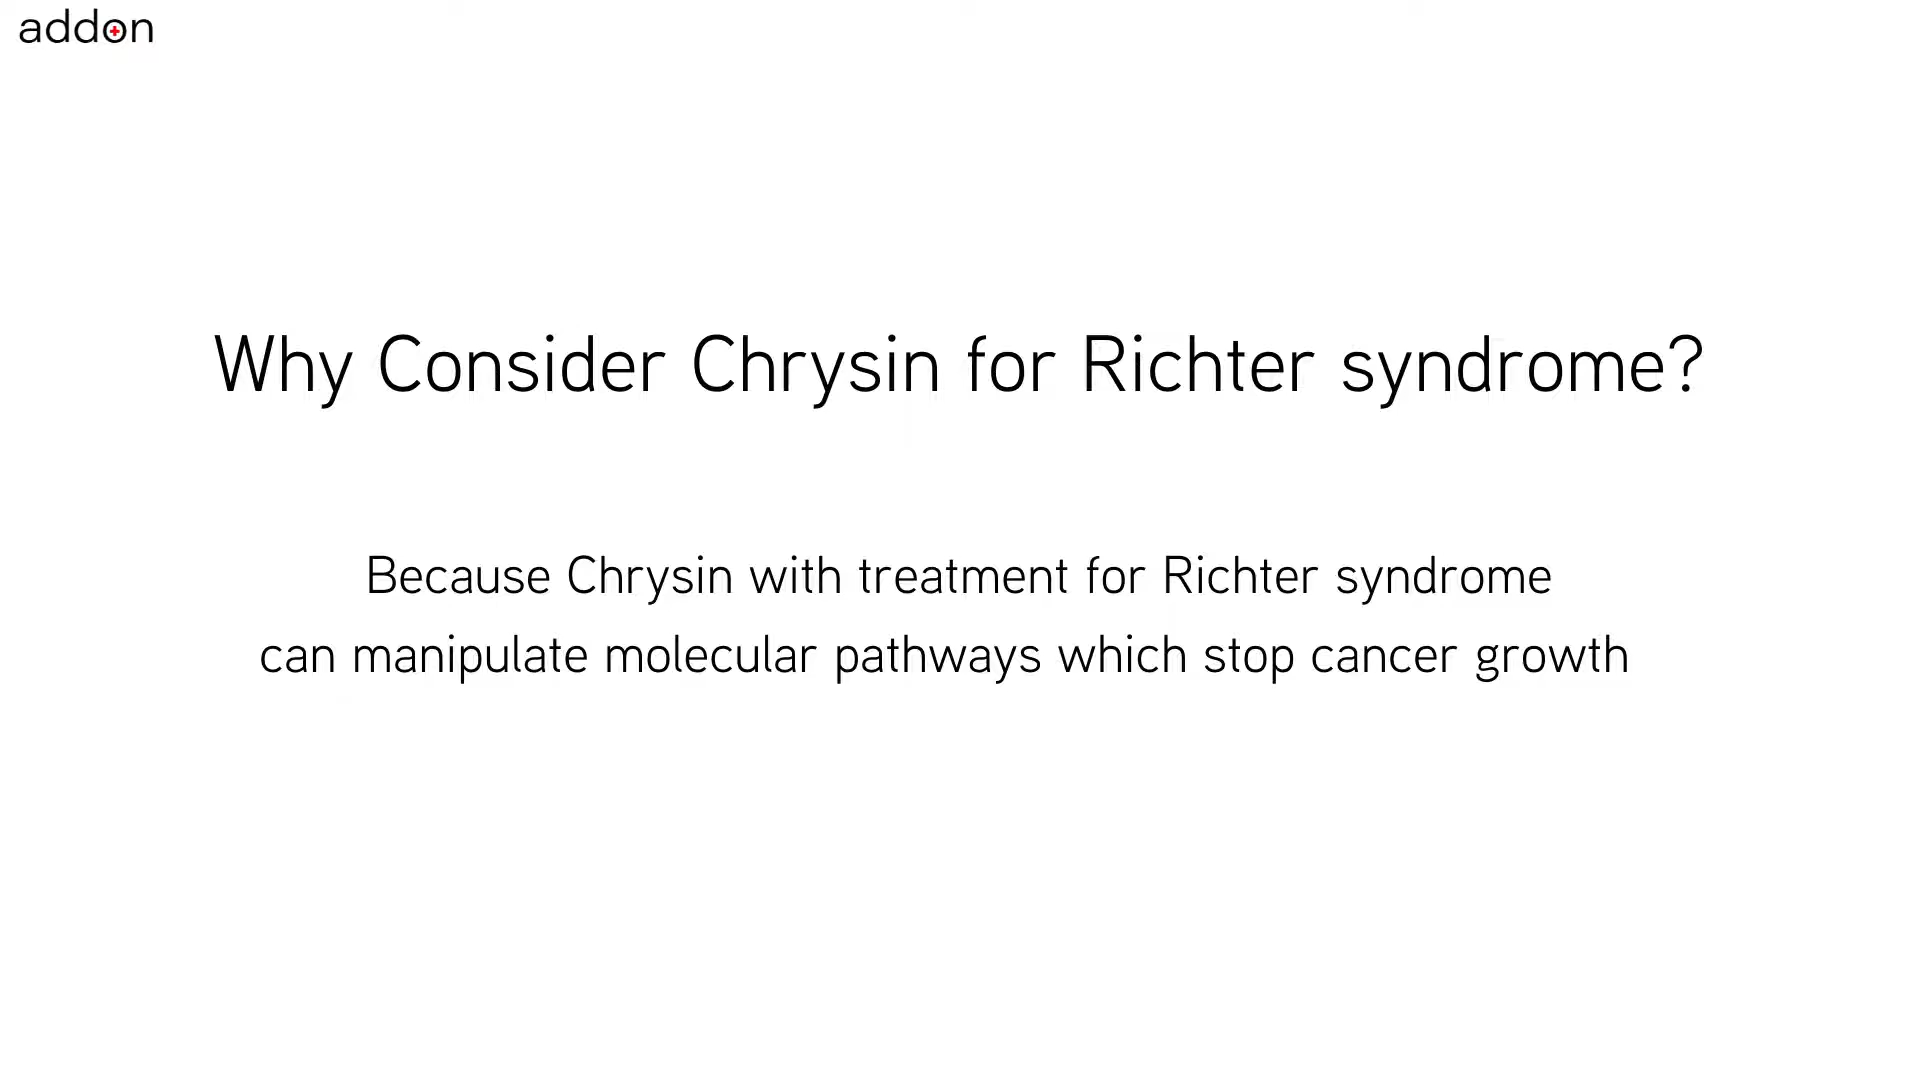 addon
Why Consider Chrysin for Richter syndrome?
Because Chrysin with treatment for Richter syndrome
can manipulate molecular pathways which stop cancer growth